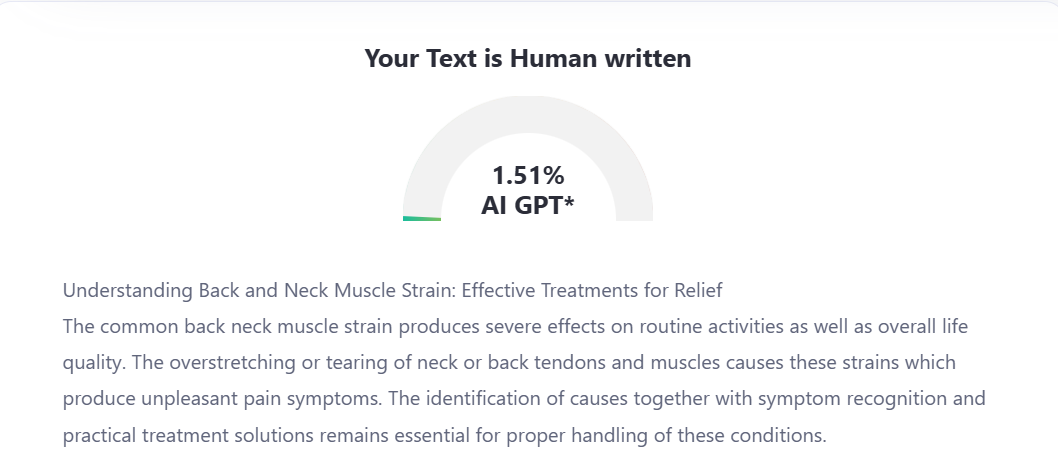 Your Text is Human written
1.51%
AI GPT*
Understanding Back and Neck Muscle Strain: Effective Treatments for Relief
The common back neck muscle strain produces severe effects on routine activities as well as overall life
quality. The overstretching or tearing of neck or back tendons and muscles causes these strains which
produce unpleasant pain symptoms. The identification of causes together with symptom recognition and
practical treatment solutions remains essential for proper handling of these conditions.